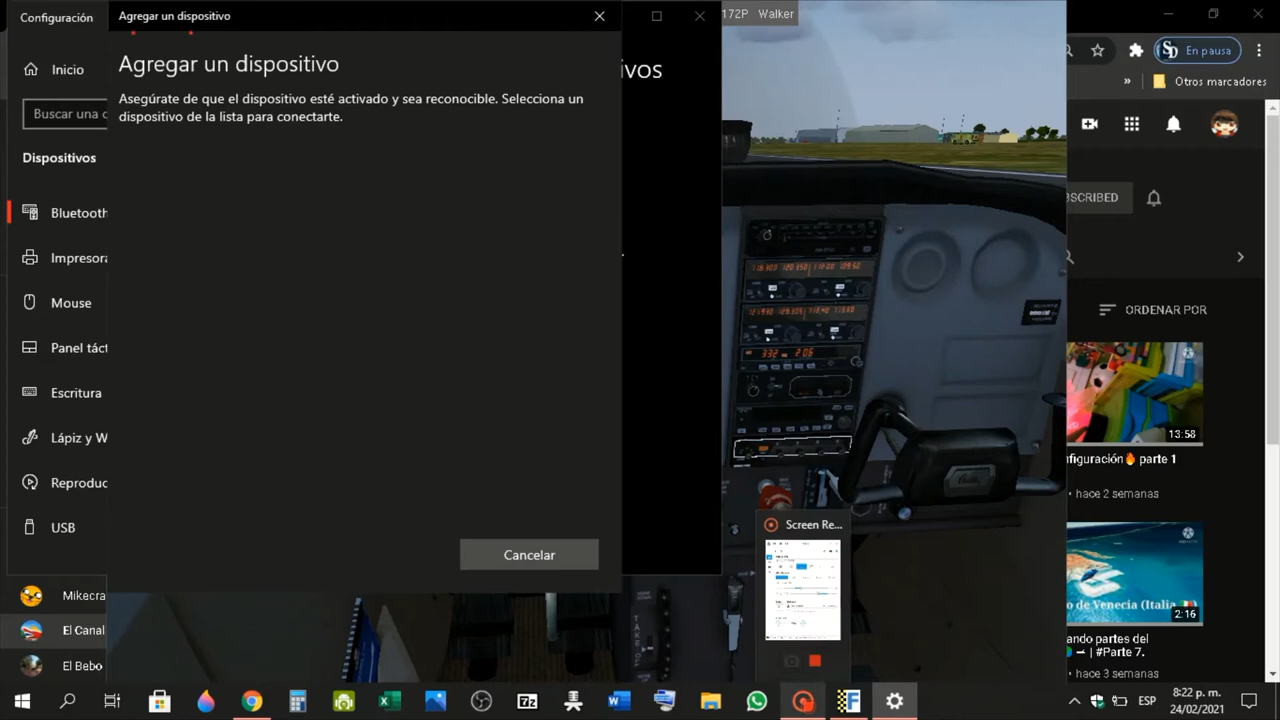 Configuración
Agregar un dispositivo
172P Walker
En pausa
Otros marcadores
Inicio
Agregar un dispositivo
Asegúrate de que el dispositivo esté activado y sea reconocible. Selecciona un
dispositivo de la lista para conectarte.
ivos
Buscar una c
Dispositivos
Bluetooth
Impresora
Mouse
Panel tác
Escritura
Lápiz y W
Reproduc
USB
Cancelar
SCRIBED
ORDENAR POR
13:58
nfiguración🔥 parte 1
• hace 2 semanas
o de Venecia (Italia
2:16
ando partes del
| #Parte 7.
• hace 3 semanas
Screen Re...
El Canal
El Bebo
TAKE
ESP
8:22 p. m.
24/02/2021